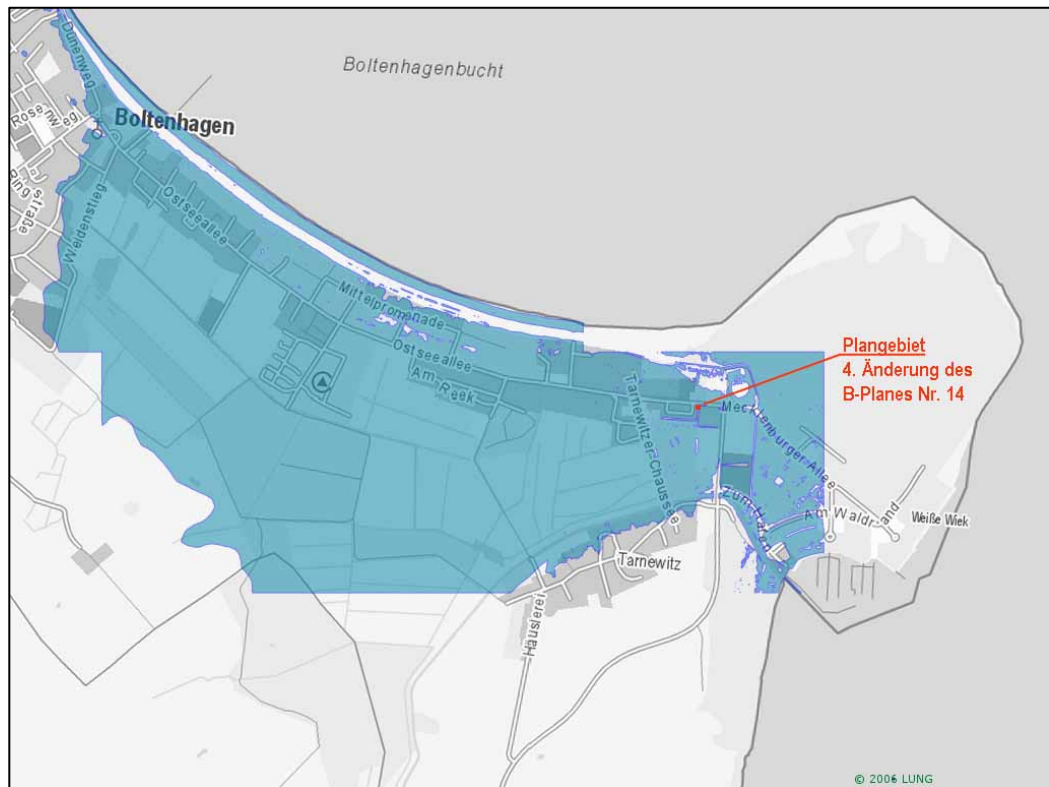 Boltenhagenbucht
Dünenweg
Rosenweg
Boltenhagen
Ringstraße
Weidenstieg
Ostseeallee
Mittelpromenade
Ostseeallee
Am Reek
Plangebiet
4. Änderung des
B-Planes Nr. 14
Tarnewitzer Chaussee
Mecklenburger Allee
Zum Hafen
Am Waldrand
Weiße Wiek
Tarnewitz
Häuslerei
© 2006 LUNG